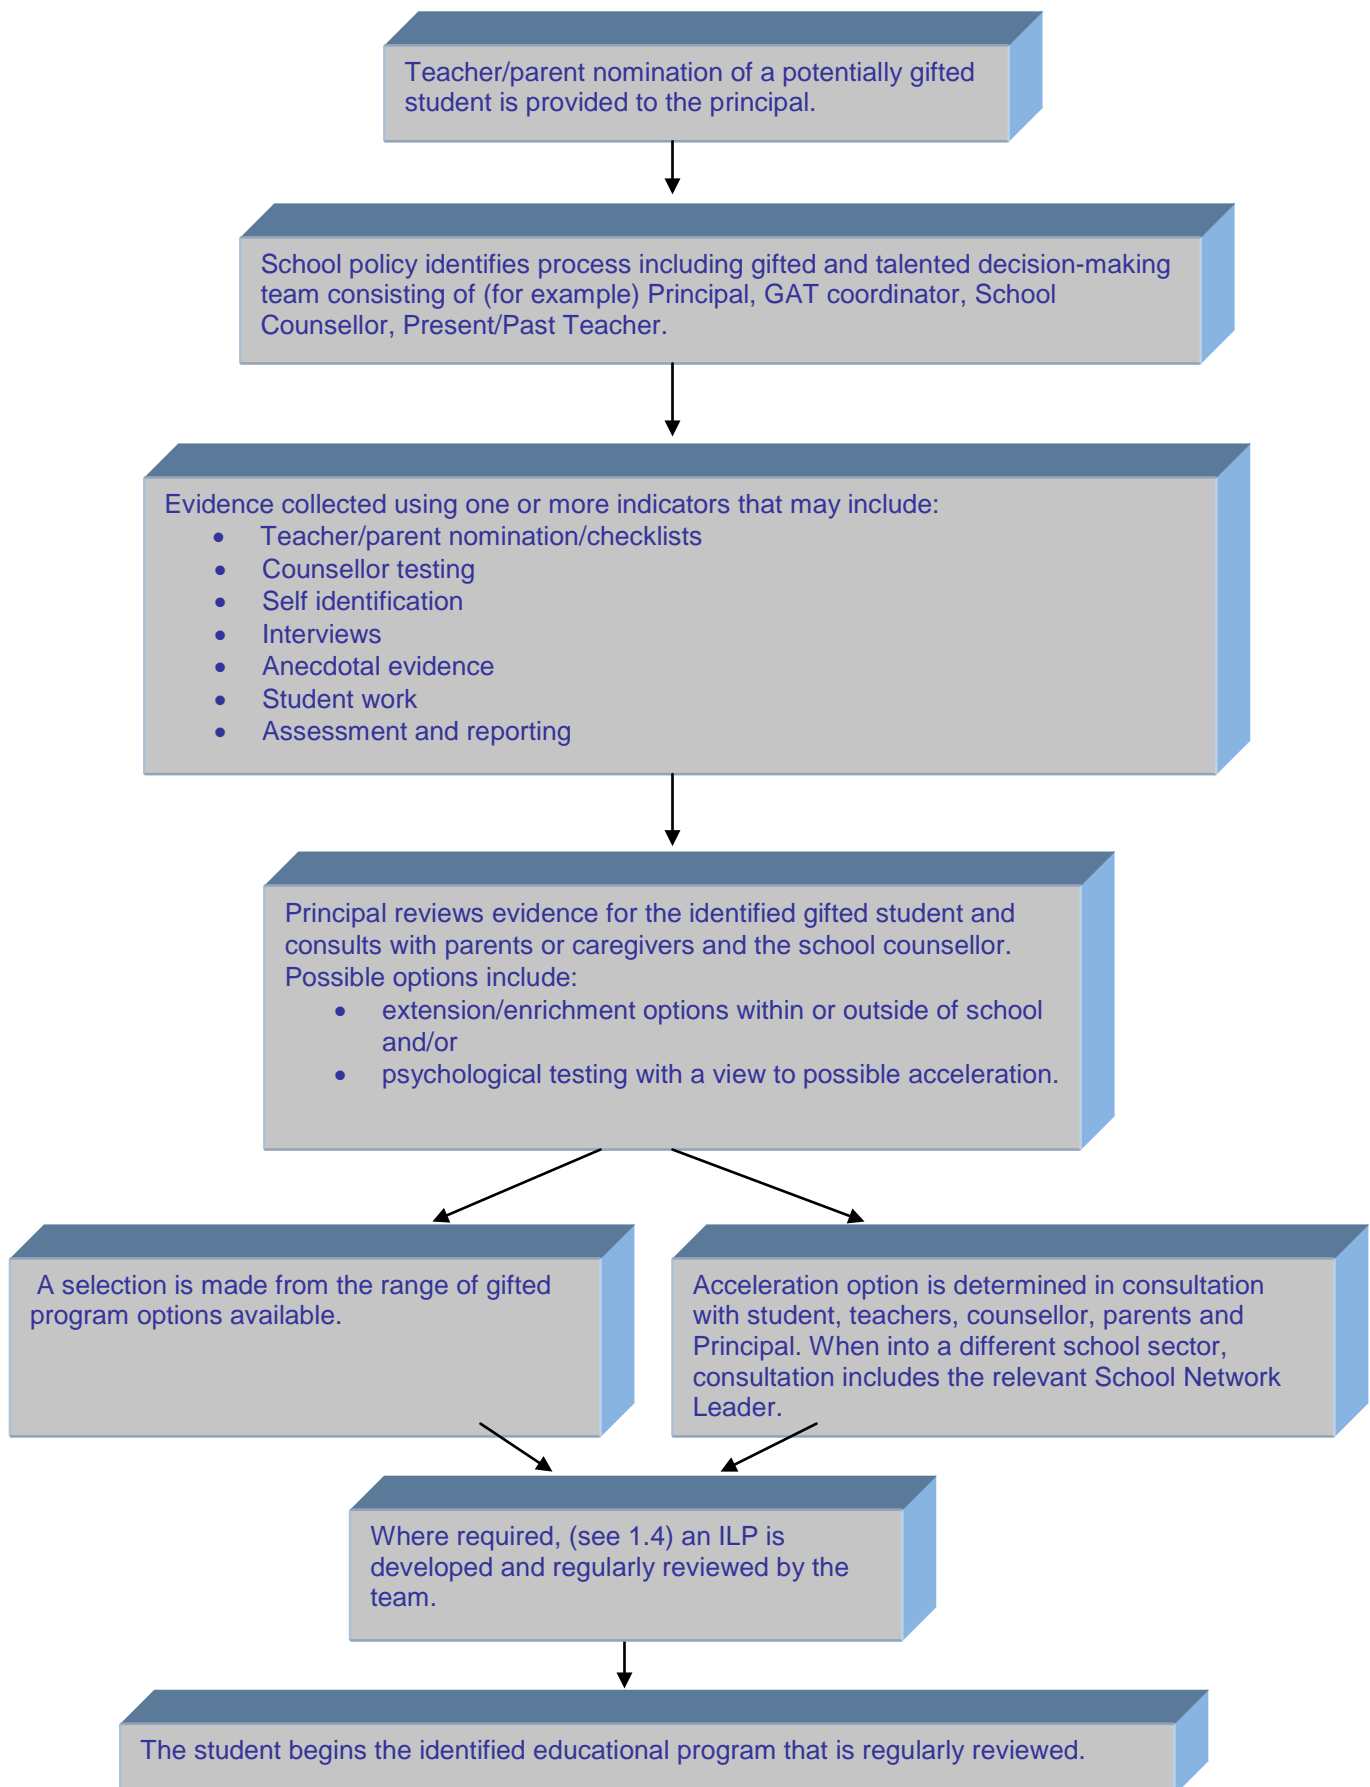 Teacher/parent nomination of a potentially gifted
student is provided to the principal.
School policy identifies process including gifted and talented decision-making
team consisting of (for example) Principal, GAT coordinator, School
Counsellor, Present/Past Teacher.
Evidence collected using one or more indicators that may include:
• Teacher/parent nomination/checklists
• Counsellor testing
• Self identification
• Interviews
• Anecdotal evidence
• Student work
• Assessment and reporting
Principal reviews evidence for the identified gifted student and
consults with parents or caregivers and the school counsellor.
Possible options include:
• extension/enrichment options within or outside of school
and/or
• psychological testing with a view to possible acceleration.
A selection is made from the range of gifted
program options available.
Acceleration option is determined in consultation
with student, teachers, counsellor, parents and
Principal. When into a different school sector,
consultation includes the relevant School Network
Leader.
Where required, (see 1.4) an ILP is
developed and regularly reviewed by the
team.
The student begins the identified educational program that is regularly reviewed.